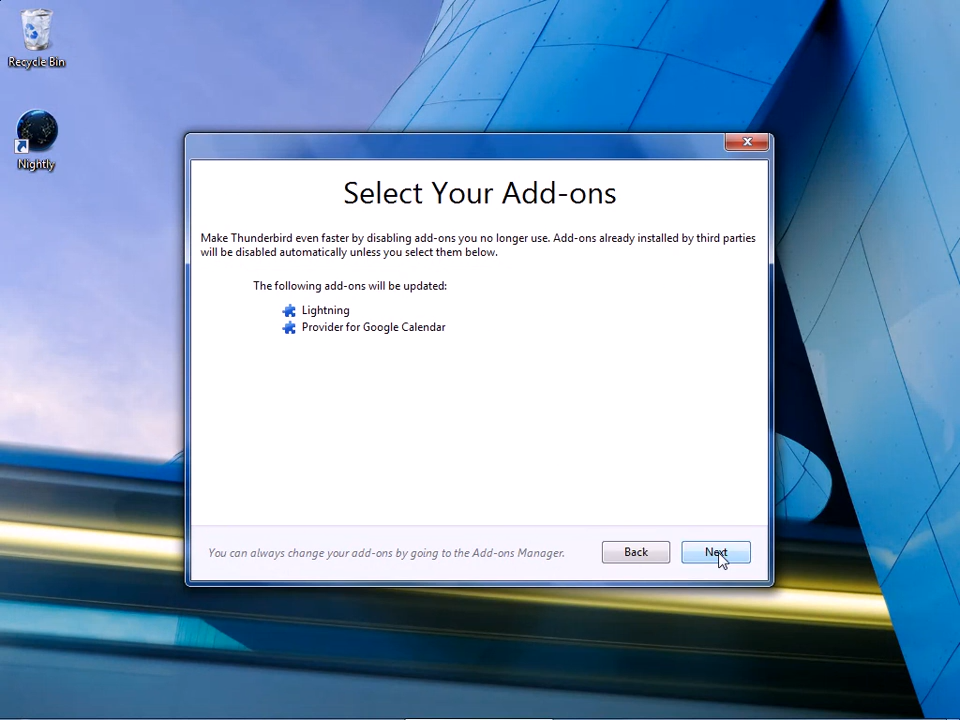 Recycle Bin
Nightly
Select Your Add-ons
Make Thunderbird even faster by disabling add-ons you no longer use. Add-ons already installed by third parties
will be disabled automatically unless you select them below.
The following add-ons will be updated:
Lightning
Provider for Google Calendar
You can always change your add-ons by going to the Add-ons Manager.
Back
Next